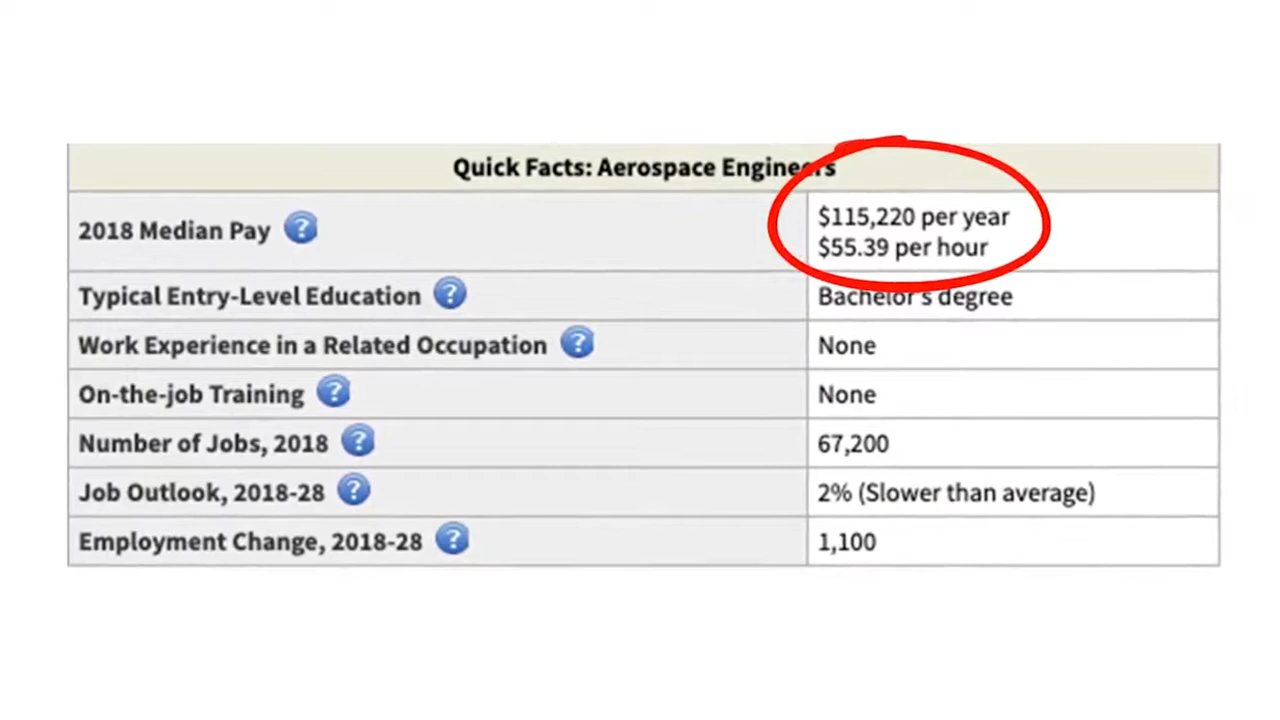 Quick Facts: Aerospace Engineers
2018 Median Pay ? $115,220 per year
$55.39 per hour
Typical Entry-Level Education ? Bachelor's degree
Work Experience in a Related Occupation ? None
On-the-job Training ? None
Number of Jobs, 2018 ? 67,200
Job Outlook, 2018-28 ? 2% (Slower than average)
Employment Change, 2018-28 ? 1,100